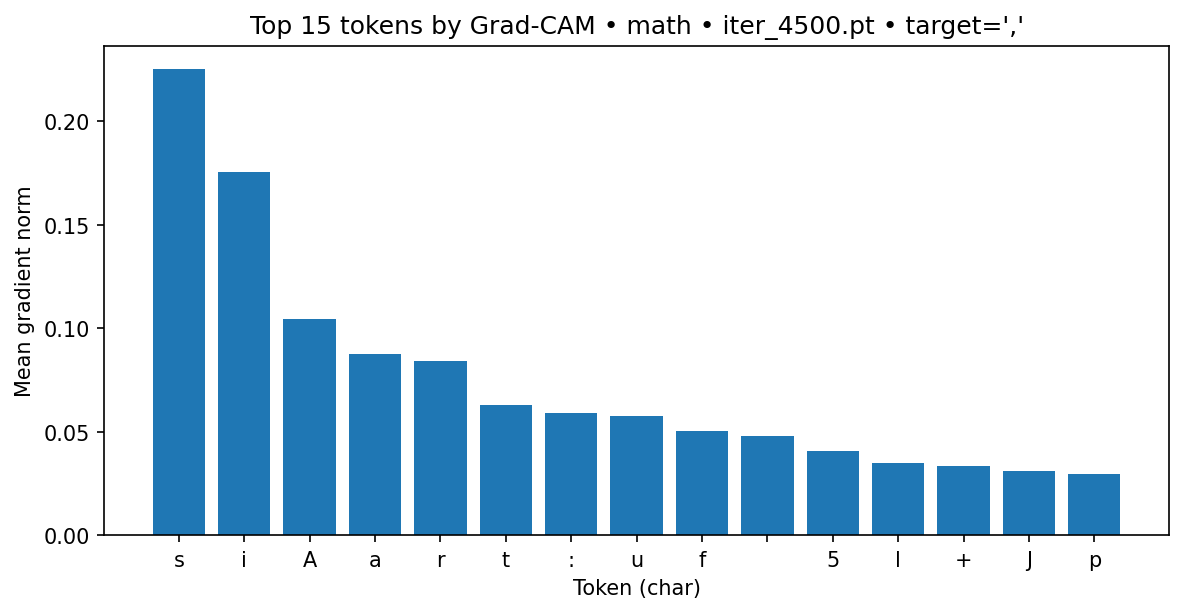 Top 15 tokens by Grad-CAM • math • iter_4500.pt • target=','
Mean gradient norm
0.20
0.15
0.10
0.05
0.00
s i A a r t : u f 5 l + J p
Token (char)